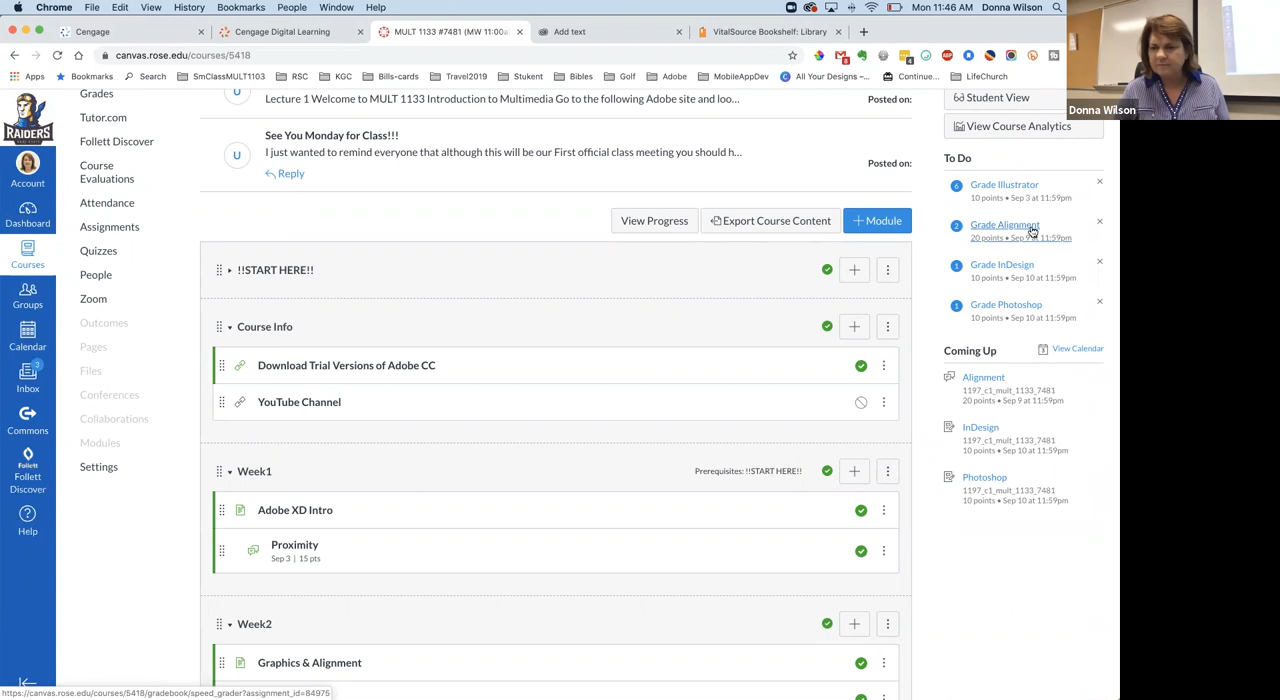 Chrome File Edit View History Bookmarks People Window Help
Mon 11:46 AM Donna Wilson
Cengage
Cengage Digital Learning
MULT 1133 #7481 (MW 11:00a
Add text
VitalSource Bookshelf: Library
canvas.rose.edu/courses/5418
Apps Bookmarks Search SmClassMULT1103 RSC KGC Bills-cards Travel2019 Stukent Bibles Golf Adobe MobileAppDev All Your Designs –... Continue... LifeChurch
Donna Wilson
RAIDERS
Account
Dashboard
Courses
Groups
Calendar
3
Inbox
Commons
Follett
Follett
Discover
Help
Grades
Tutor.com
Follett Discover
Course
Evaluations
Attendance
Assignments
Quizzes
People
Zoom
Outcomes
Pages
Files
Conferences
Collaborations
Modules
Settings
U
Lecture 1 Welcome to MULT 1133 Introduction to Multimedia Go to the following Adobe site and loo...
Posted on:
U
See You Monday for Class!!!
I just wanted to remind everyone that although this will be our First official class meeting you should h...
Posted on:
Reply
View Progress
Export Course Content
+ Module
!!START HERE!!
Course Info
Download Trial Versions of Adobe CC
YouTube Channel
Week1
Prerequisites: !!START HERE!!
Adobe XD Intro
Proximity
Sep 3 | 15 pts
Week2
Graphics & Alignment
Student View
View Course Analytics
To Do
6 Grade Illustrator
10 points • Sep 3 at 11:59pm
2 Grade Alignment
20 points • Sep 9 at 11:59pm
1 Grade InDesign
10 points • Sep 10 at 11:59pm
1 Grade Photoshop
10 points • Sep 10 at 11:59pm
Coming Up
View Calendar
Alignment
1197_c1_mult_1133_7481
20 points • Sep 9 at 11:59pm
InDesign
1197_c1_mult_1133_7481
10 points • Sep 10 at 11:59pm
Photoshop
1197_c1_mult_1133_7481
10 points • Sep 10 at 11:59pm
https://canvas.rose.edu/courses/5418/gradebook/speed_grader?assignment_id=84975